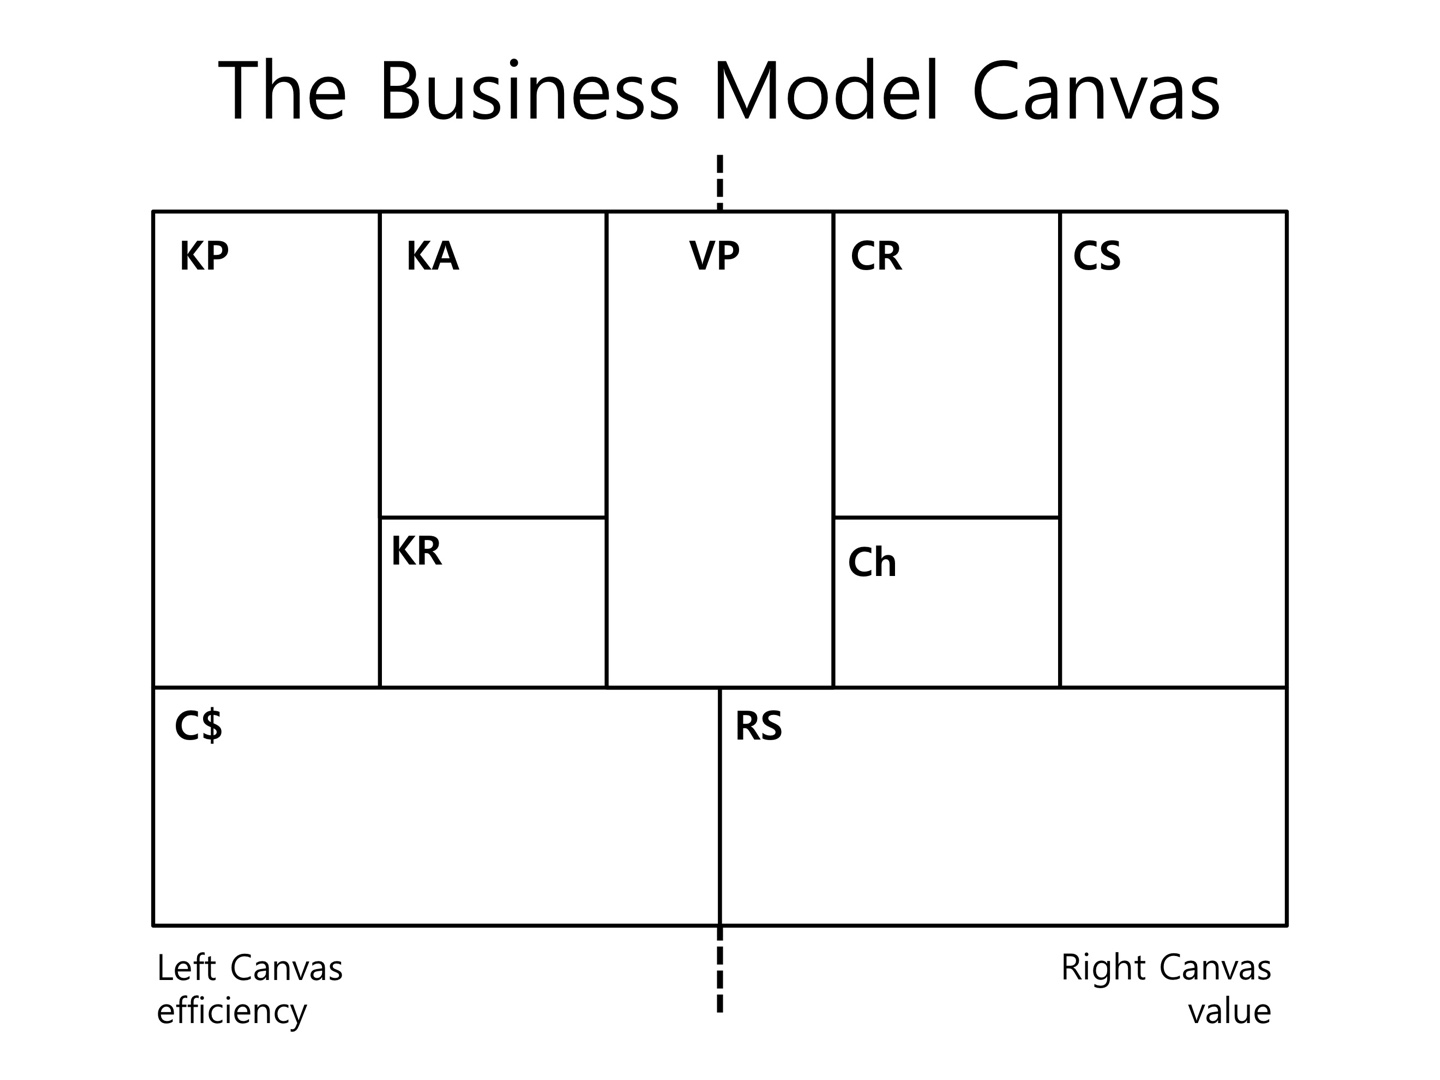 The Business Model Canvas
KP
KA
VP
CR
CS
KR
Ch
C$
RS
Left Canvas
efficiency
Right Canvas
value